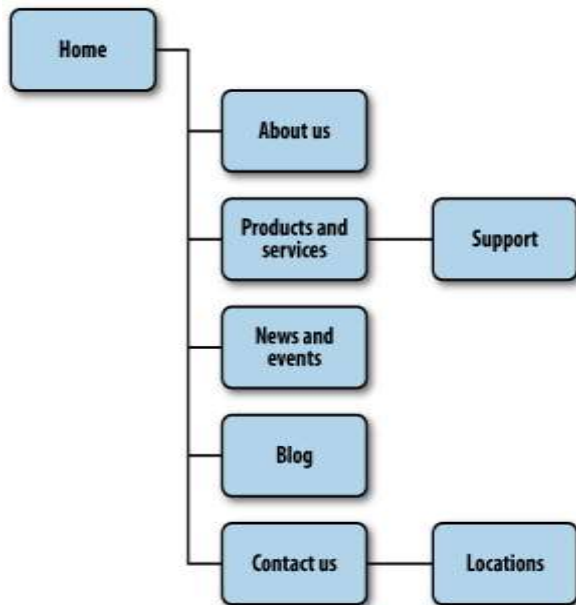 Home
About us
Products and
services
Support
News and
events
Blog
Contact us
Locations